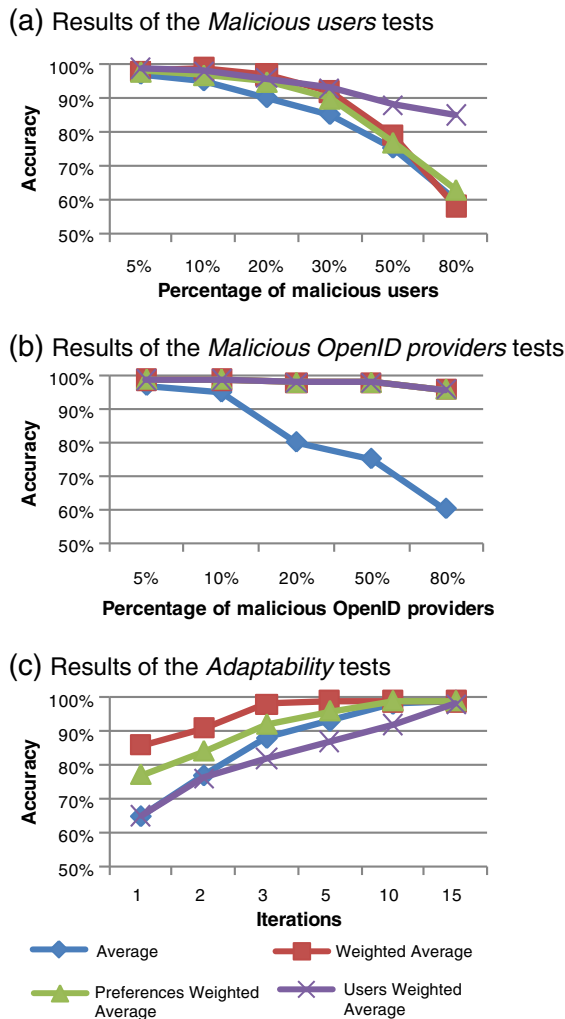 (a) Results of the Malicious users tests
100%
90%
80%
70%
60%
50%
Accuracy
5% 10% 20% 30% 50% 80%
Percentage of malicious users
(b) Results of the Malicious OpenID providers tests
100%
90%
80%
70%
60%
50%
Accuracy
5% 10% 20% 50% 80%
Percentage of malicious OpenID providers
(c) Results of the Adaptability tests
100%
90%
80%
70%
60%
50%
Accuracy
1 2 3 5 10 15
Iterations
Average
Weighted Average
Preferences Weighted
Average
Users Weighted
Average